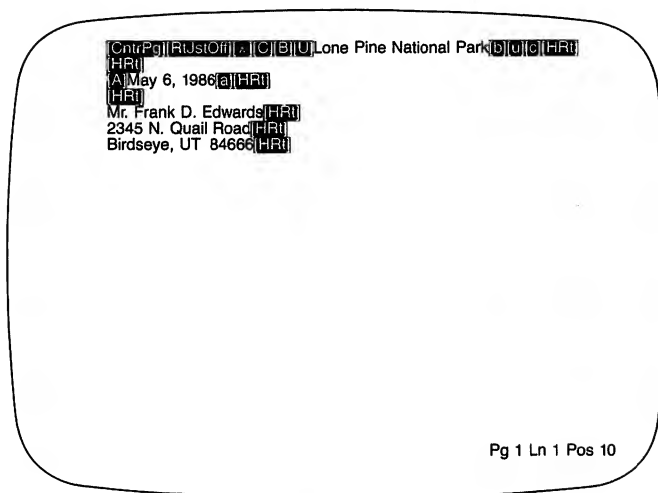 [CntrPg][RtJstOff][^][C][B][U]Lone Pine National Park[b][u][c][HRt]
[HRt]
[A]May 6, 1986[a][HRt]
[HRt]
Mr. Frank D. Edwards[HRt]
2345 N. Quail Road[HRt]
Birdseye, UT 84666[HRt]
Pg 1 Ln 1 Pos 10